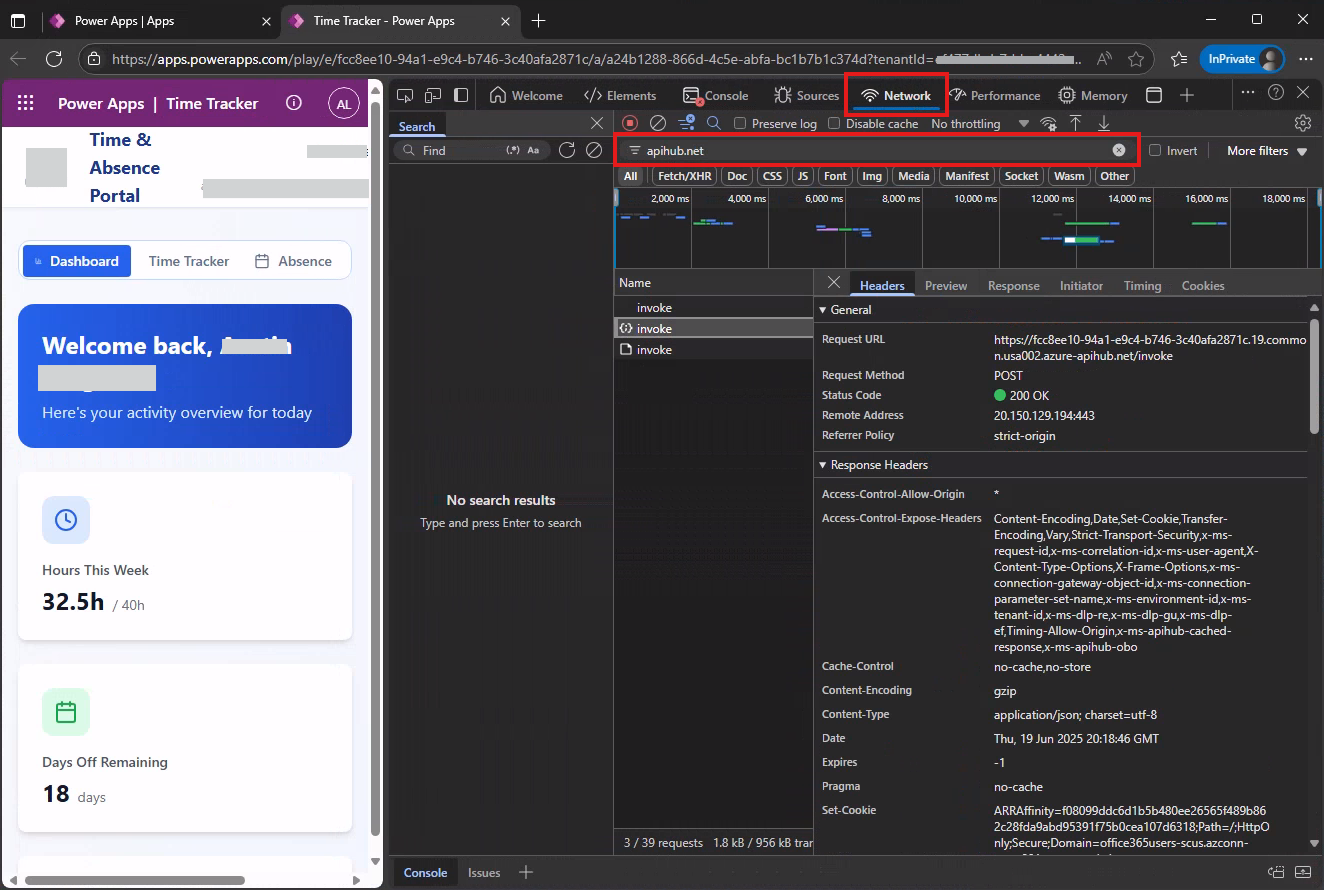 Power Apps | Apps
Time Tracker - Power Apps
https://apps.powerapps.com/play/e/fcc8ee10-94a1-e9c4-b746-3c40afa2871c/a/a24b1288-866d-4c5e-abfa-bc1b7b1c374d?tenantId=
InPrivate
Power Apps | Time Tracker
AL
Time &
Absence
Portal
Dashboard
Time Tracker
Absence
Welcome back,
Here's your activity overview for today
Hours This Week
32.5h / 40h
Days Off Remaining
18 days
Welcome
Elements
Console
Sources
Network
Performance
Memory
Search
Find
(.*)
Aa
No search results
Type and press Enter to search
Preserve log
Disable cache
No throttling
apihub.net
Invert
More filters
All
Fetch/XHR
Doc
CSS
JS
Font
Img
Media
Manifest
Socket
Wasm
Other
2,000 ms
4,000 ms
6,000 ms
8,000 ms
10,000 ms
12,000 ms
14,000 ms
16,000 ms
18,000 ms
Name
invoke
invoke
invoke
3 / 39 requests
1.8 kB / 956 kB tran
Headers
Preview
Response
Initiator
Timing
Cookies
General
Request URL
https://fcc8ee10-94a1-e9c4-b746-3c40afa2871c.19.commo
n.usa002.azure-apihub.net/invoke
Request Method
POST
Status Code
200 OK
Remote Address
20.150.129.194:443
Referrer Policy
strict-origin
Response Headers
Access-Control-Allow-Origin
*
Access-Control-Expose-Headers
Content-Encoding,Date,Set-Cookie,Transfer-
Encoding,Vary,Strict-Transport-Security,x-ms-
request-id,x-ms-correlation-id,x-ms-user-agent,X-
Content-Type-Options,X-Frame-Options,x-ms-
connection-gateway-object-id,x-ms-connection-
parameter-set-name,x-ms-environment-id,x-ms-
tenant-id,x-ms-dlp-re,x-ms-dlp-gu,x-ms-dlp-
ef,Timing-Allow-Origin,x-ms-apihub-cached-
response,x-ms-apihub-obo
Cache-Control
no-cache,no-store
Content-Encoding
gzip
Content-Type
application/json; charset=utf-8
Date
Thu, 19 Jun 2025 20:18:46 GMT
Expires
-1
Pragma
no-cache
Set-Cookie
ARRAffinity=f08099ddc6d1b5b480ee26565f489b86
2c28fda9abd95391f75b0cea107d6318;Path=/;HttpO
nly;Secure;Domain=office365users-scus.azconn-
Console
Issues